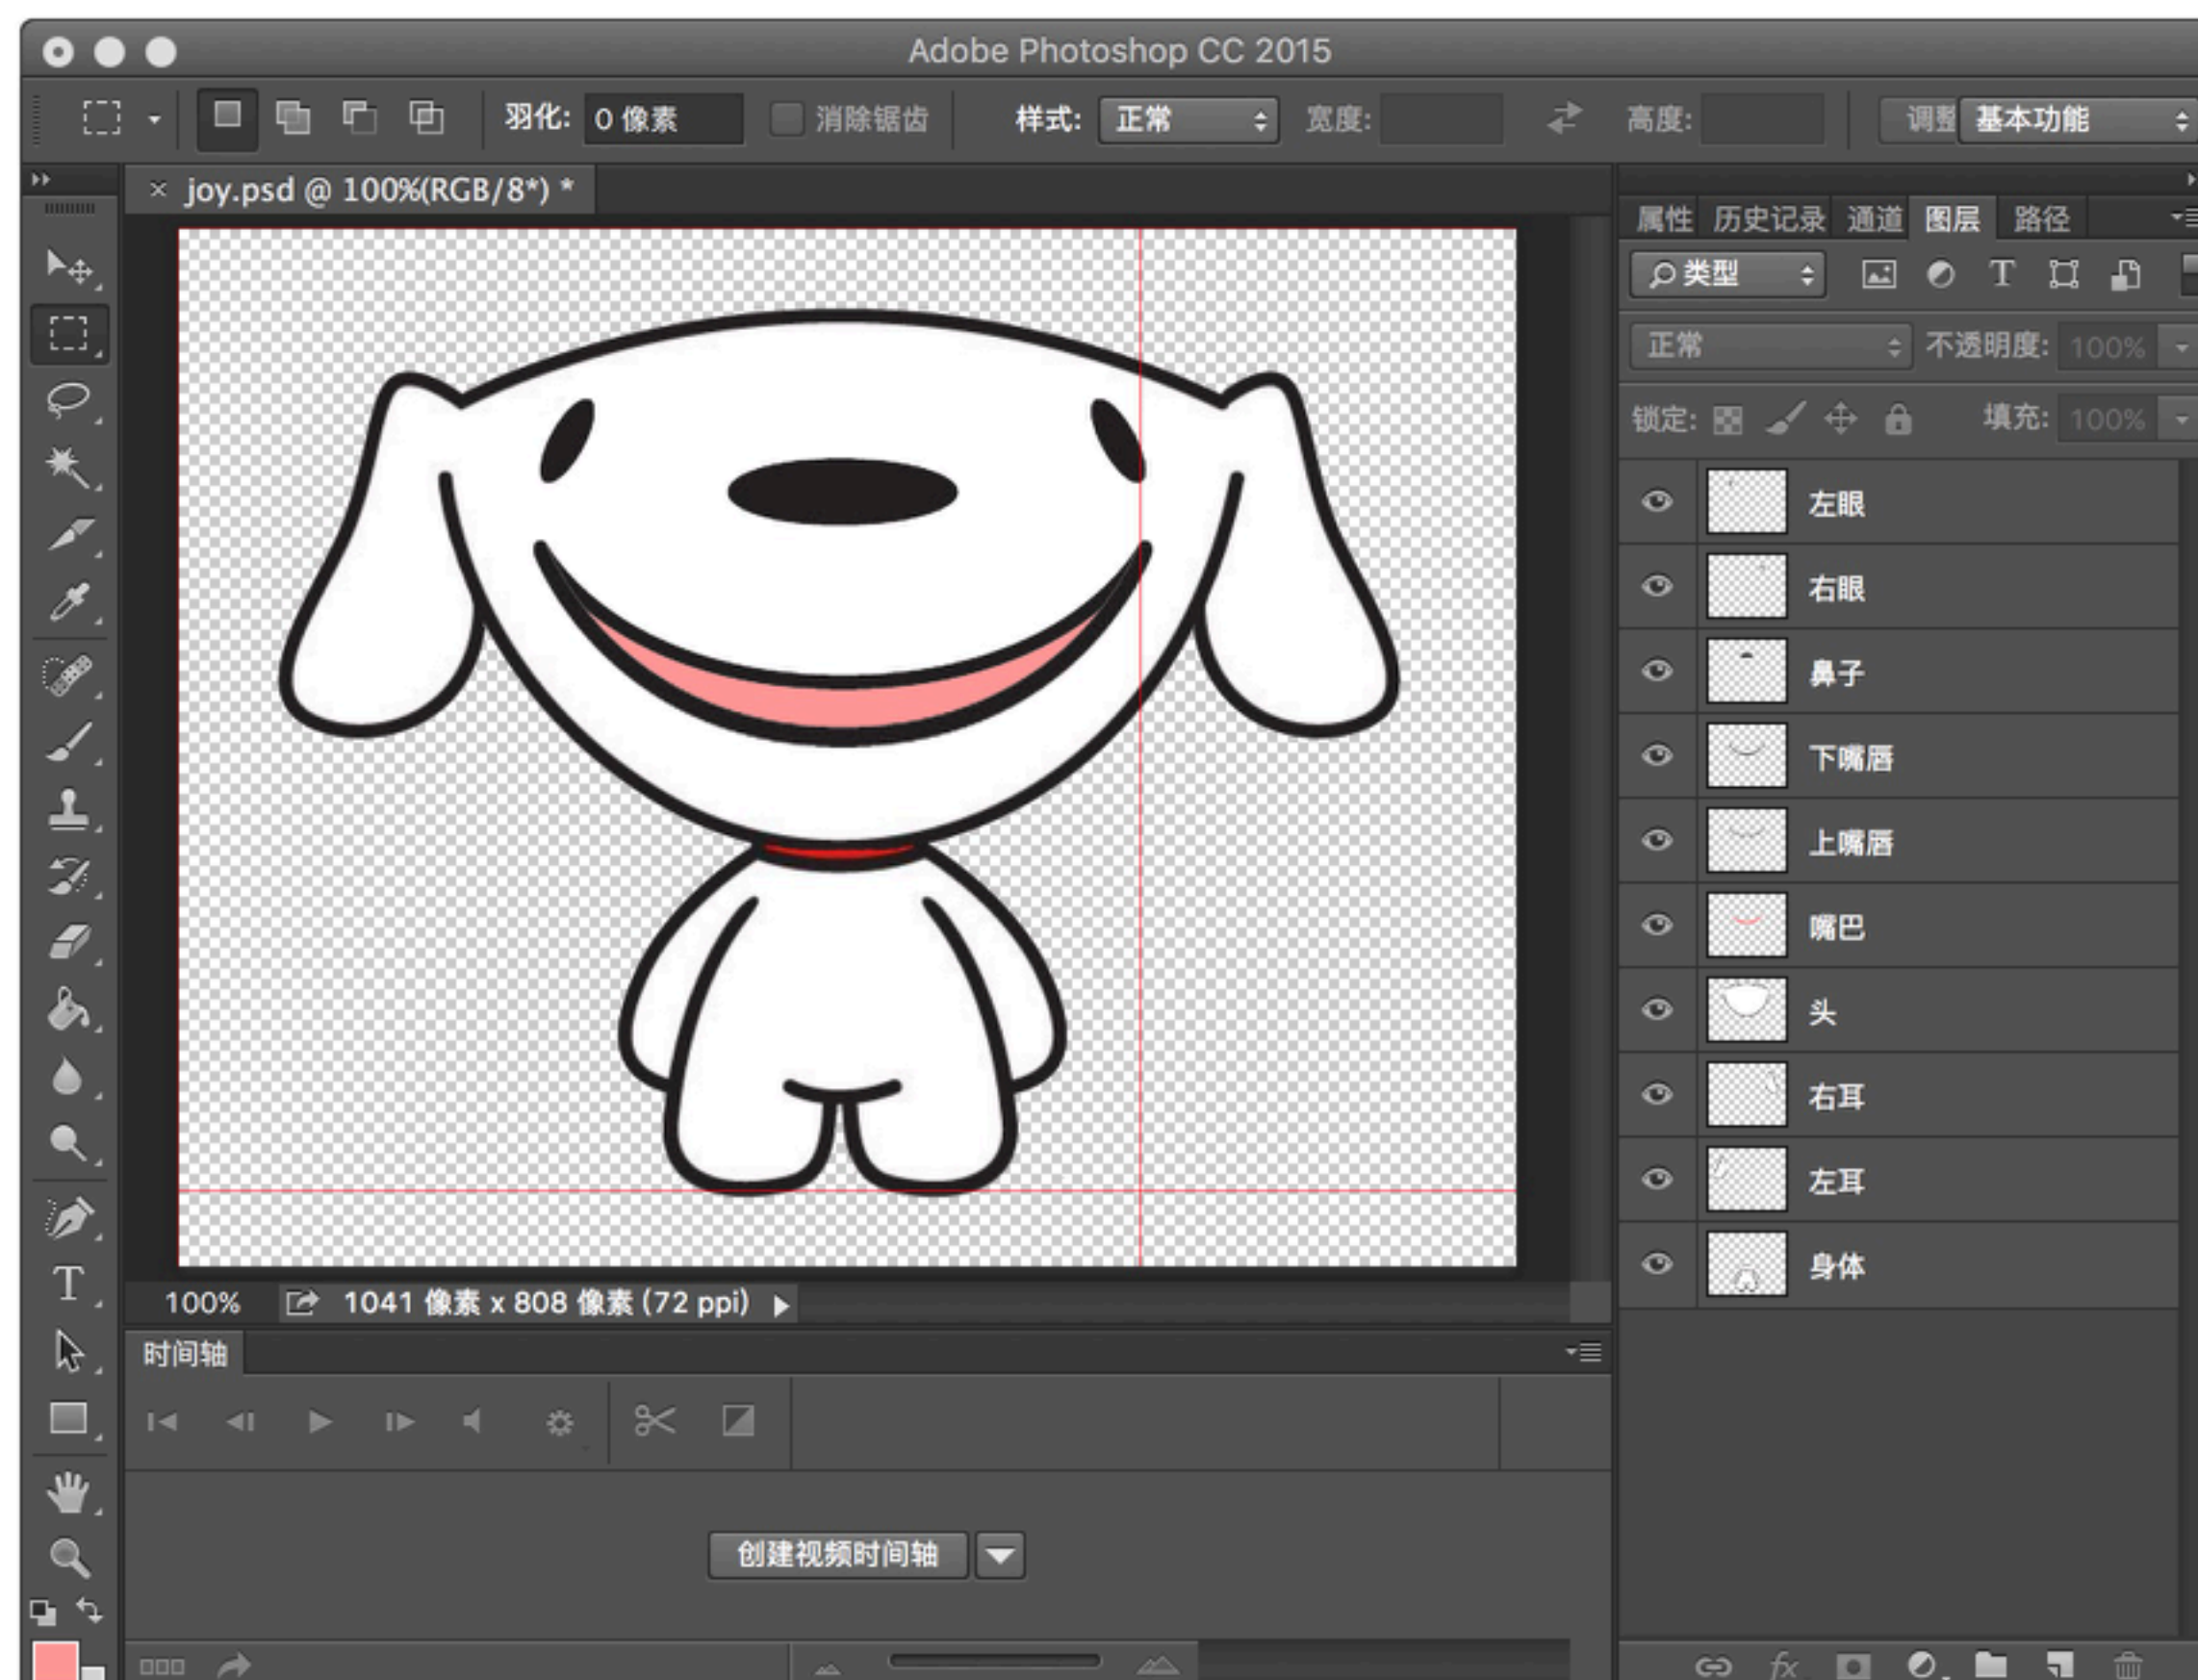 Adobe Photoshop CC 2015
羽化: 0 像素 消除锯齿 样式: 正常 宽度: 高度: 调整 基本功能
joy.psd @ 100%(RGB/8*) *
属性 历史记录 通道 图层 路径
类型
正常 不透明度: 100%
锁定: 填充: 100%
左眼
右眼
鼻子
下嘴唇
上嘴唇
嘴巴
头
右耳
左耳
身体
100% 1041 像素 x 808 像素 (72 ppi)
时间轴
创建视频时间轴
fx